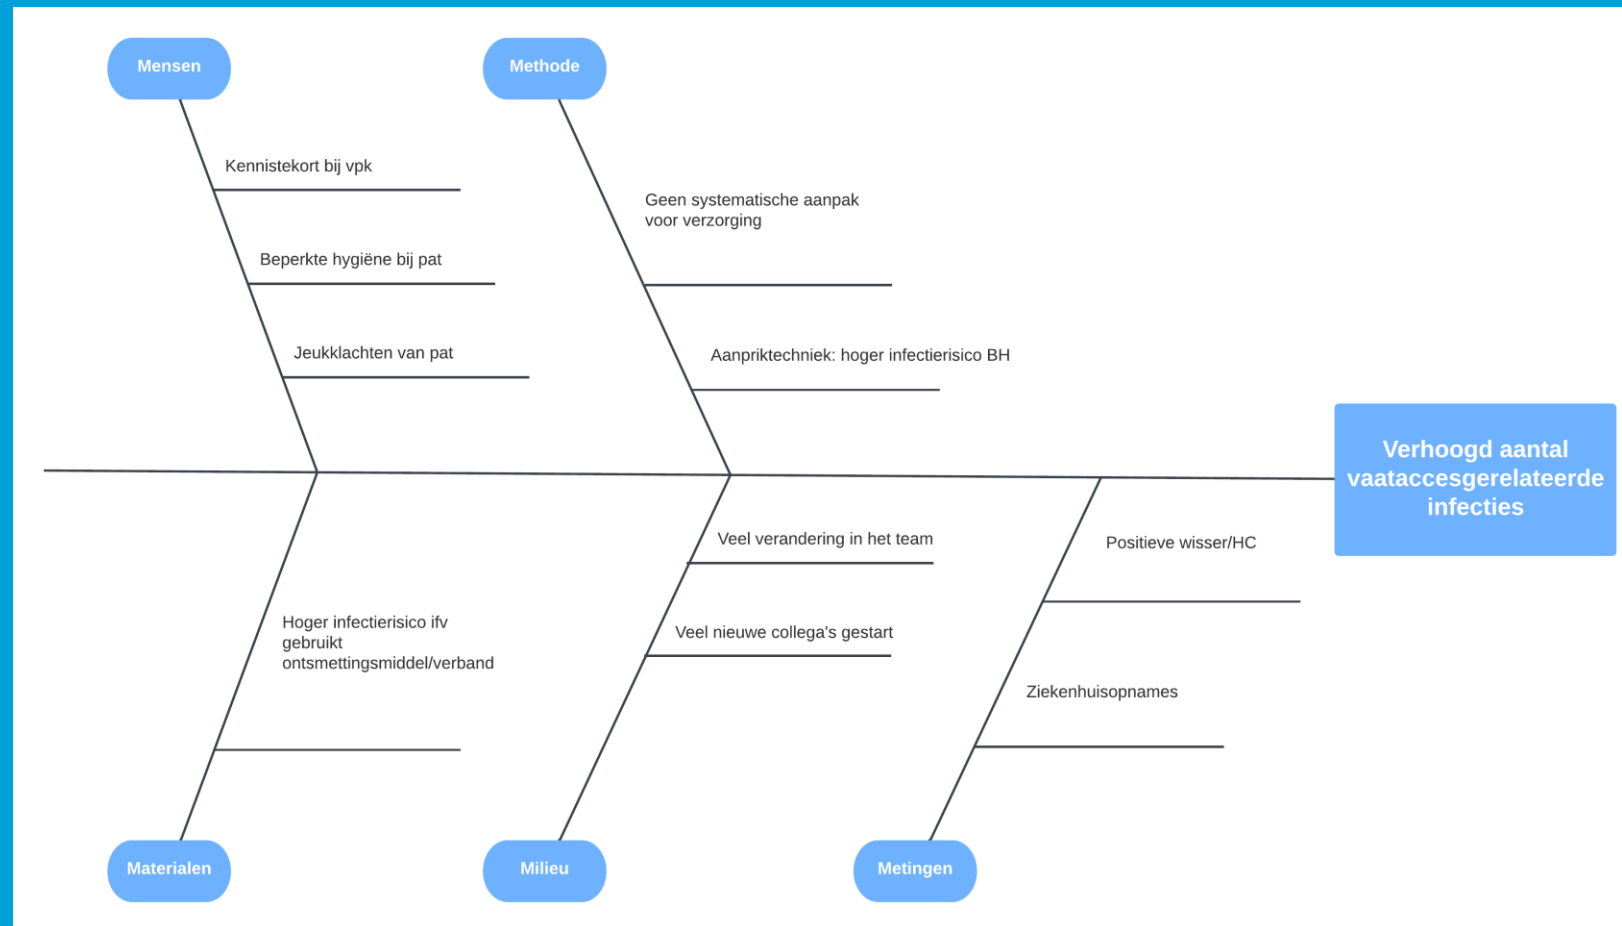 Mensen
Methode
Kennistekort bij vpk
Geen systematische aanpak
voor verzorging
Beperkte hygiëne bij pat
Jeukklachten van pat
Aanpriktechniek: hoger infectierisico BH
Verhoogd aantal
vaataccesgerelateerde
infecties
Veel verandering in het team
Positieve wisser/HC
Hoger infectierisico ifv
gebruikt
ontsmettingsmiddel/verband
Veel nieuwe collega's gestart
Ziekenhuisopnames
Materialen
Milieu
Metingen